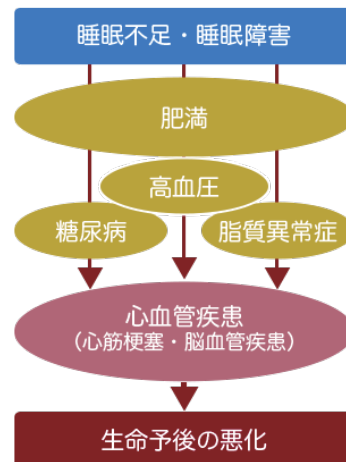 睡眠不足・睡眠障害
肥満
高血圧
糖尿病
脂質異常症
心血管疾患
（心筋梗塞・脳血管疾患）
生命予後の悪化